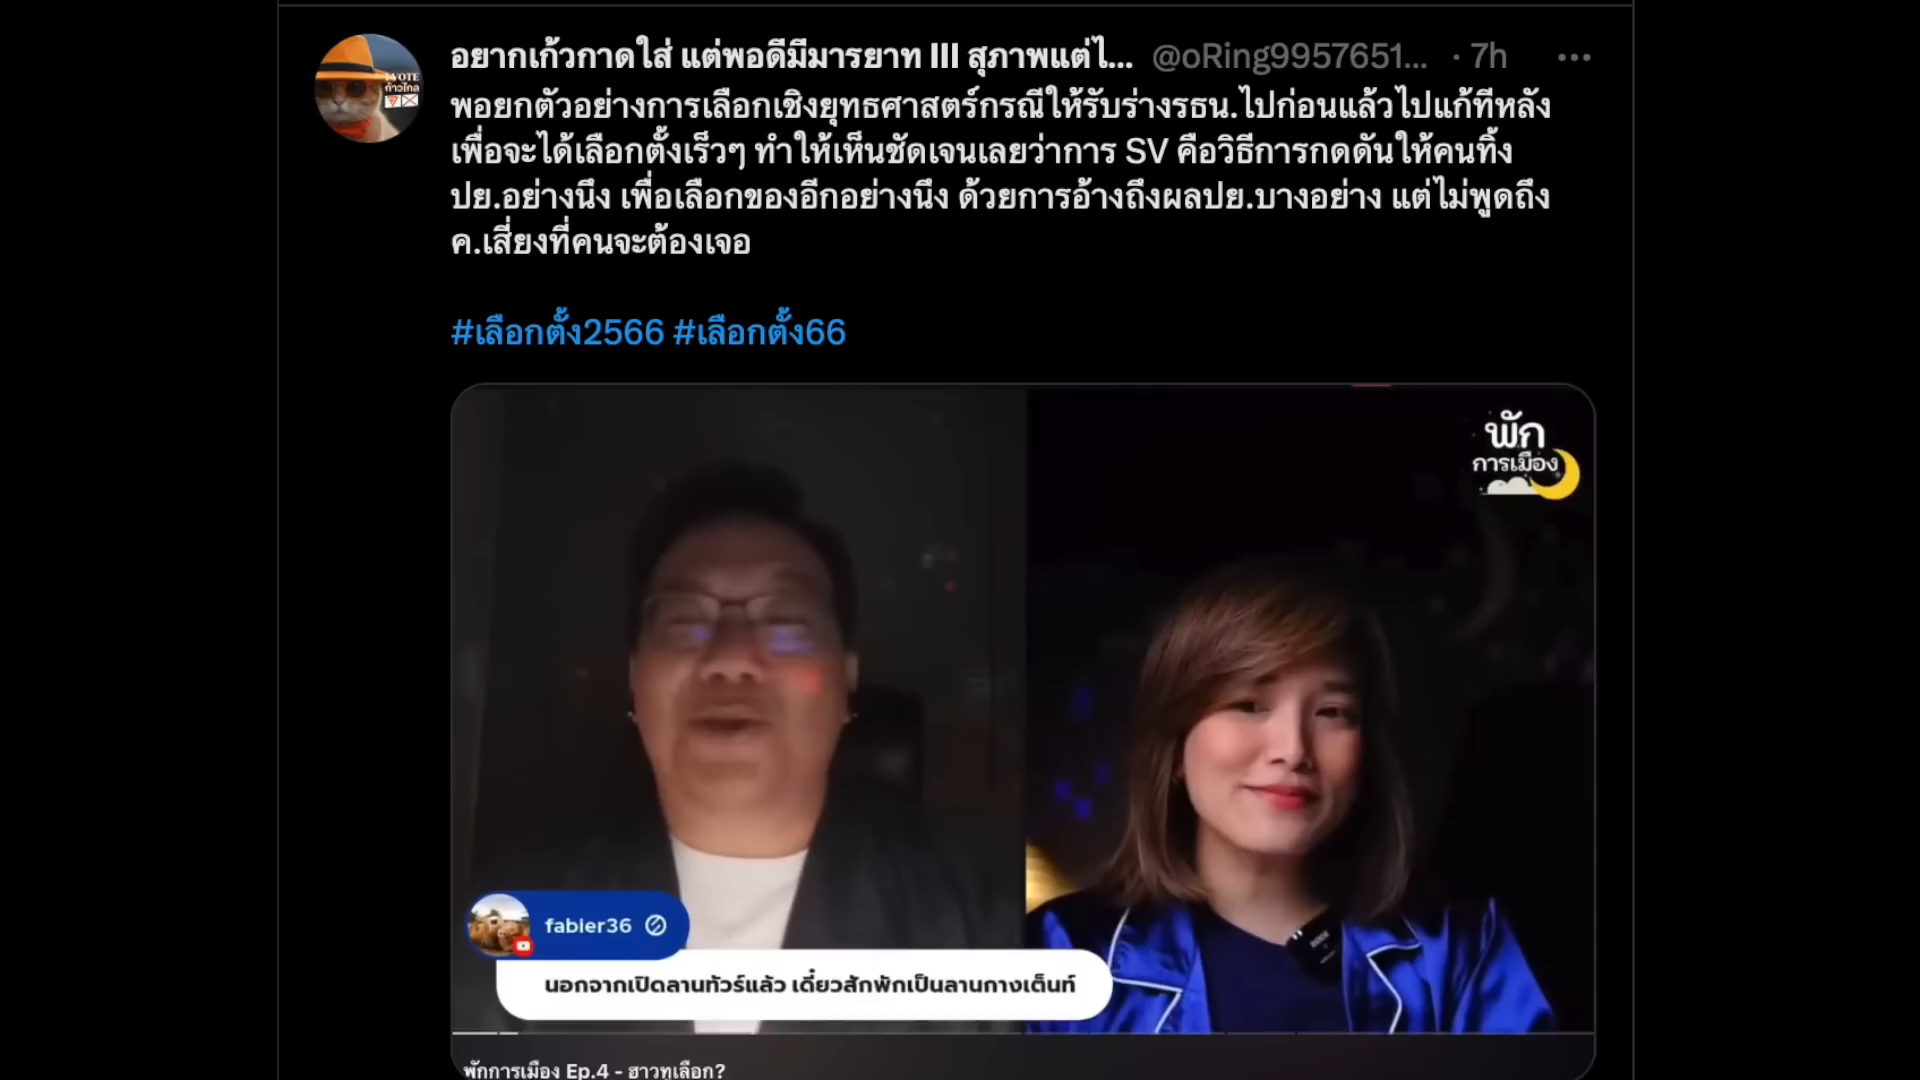 อยากเก้วกาดใส่ แต่พอดีมีมารยาท III สุภาพแต่ไ... @oRing9957651... · 7h
พอยกตัวอย่างการเลือกเชิงยุทธศาสตร์กรณีให้รับร่างรธน.ไปก่อนแล้วไปแก้ทีหลัง
เพื่อจะได้เลือกตั้งเร็วๆ ทำให้เห็นชัดเจนเลยว่าการ SV คือวิธีการกดดันให้คนทิ้ง
ปย.อย่างนึง เพื่อเลือกของอีกอย่างนึง ด้วยการอ้างถึงผลปย.บางอย่าง แต่ไม่พูดถึง
ค.เสี่ยงที่คนจะต้องเจอ
#เลือกตั้ง2566 #เลือกตั้ง66
VOTE
ก้าวไกล
พัก
การเมือง
fabier36
นอกจากเปิดลานทัวร์แล้ว เดี๋ยวสักพักเป็นลานกางเต็นท์
พักการเมือง Ep.4 - ฮาวทูเลือก?